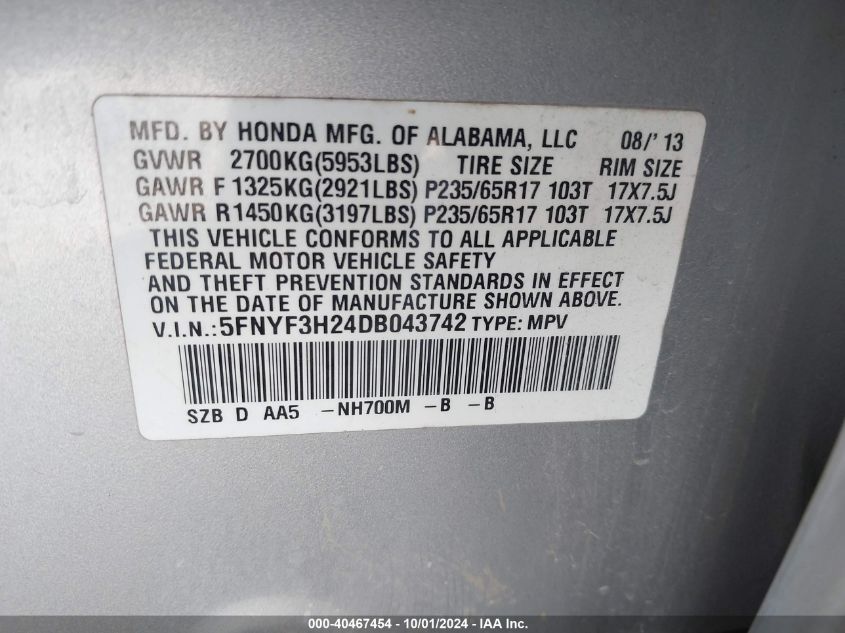 MFD. BY HONDA MFG. OF ALABAMA, LLC 08/' 13
GVWR 2700KG(5953LBS) TIRE SIZE RIM SIZE
GAWR F 1325KG(2921LBS) P235/65R17 103T 17X7.5J
GAWR R1450KG(3197LBS) P235/65R17 103T 17X7.5J
THIS VEHICLE CONFORMS TO ALL APPLICABLE
FEDERAL MOTOR VEHICLE SAFETY
AND THEFT PREVENTION STANDARDS IN EFFECT
ON THE DATE OF MANUFACTURE SHOWN ABOVE.
V.I.N.:5FNYF3H24DB043742 TYPE: MPV
SZB D AA5 -NH700M -B -B
000-40467454 - 10/01/2024 - IAA Inc.